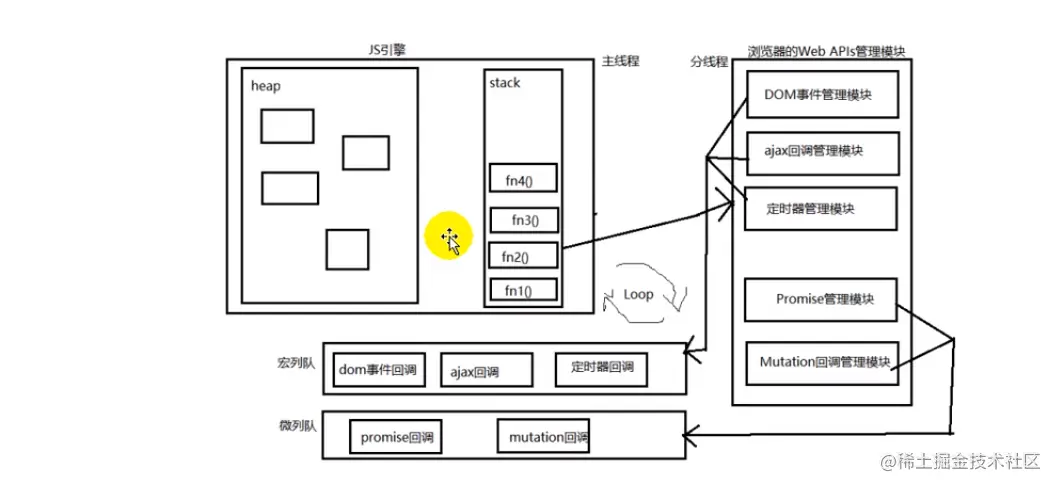 JS引擎
主线程
分线程
浏览器的Web APIs管理模块
heap
stack
fn4()
fn3()
fn2()
fn1()
DOM事件管理模块
ajax回调管理模块
定时器管理模块
Loop
Promise管理模块
Mutation回调管理模块
宏列队
dom事件回调
ajax回调
定时器回调
微列队
promise回调
mutation回调
@稀土掘金技术社区